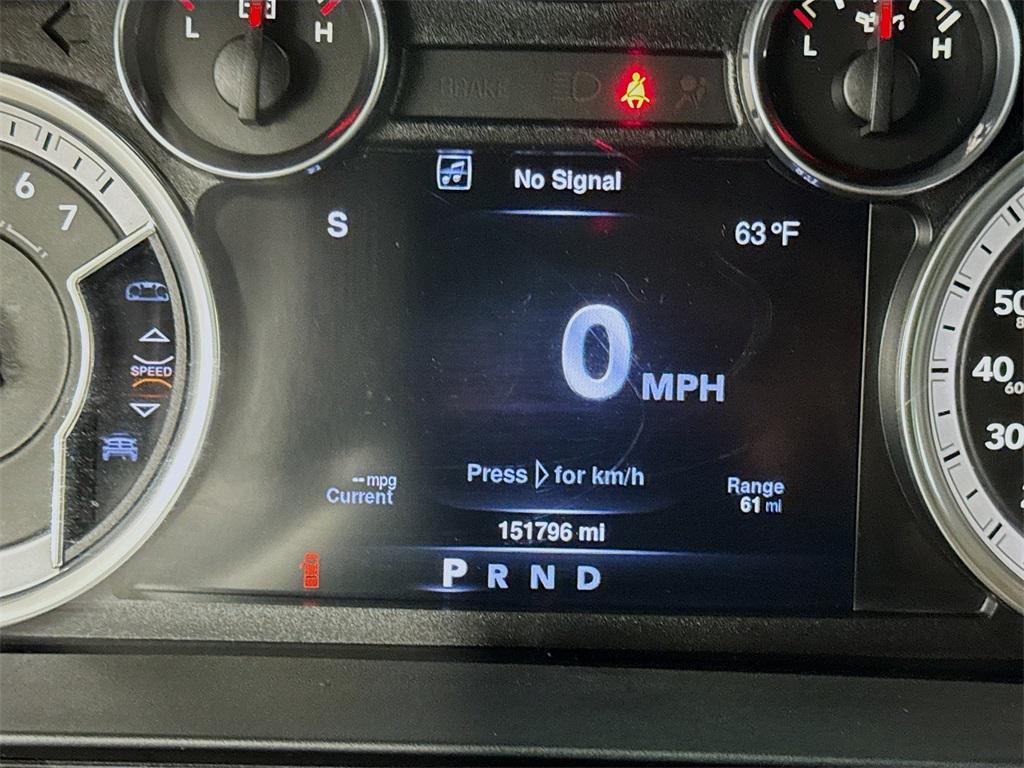 L H
BRAKE
L H
No Signal
S
63 °F
6
7
SPEED
0 MPH
50
40
60
30
Press ▷ for km/h
--mpg
Current
Range
61 mi
151796 mi
P R N D